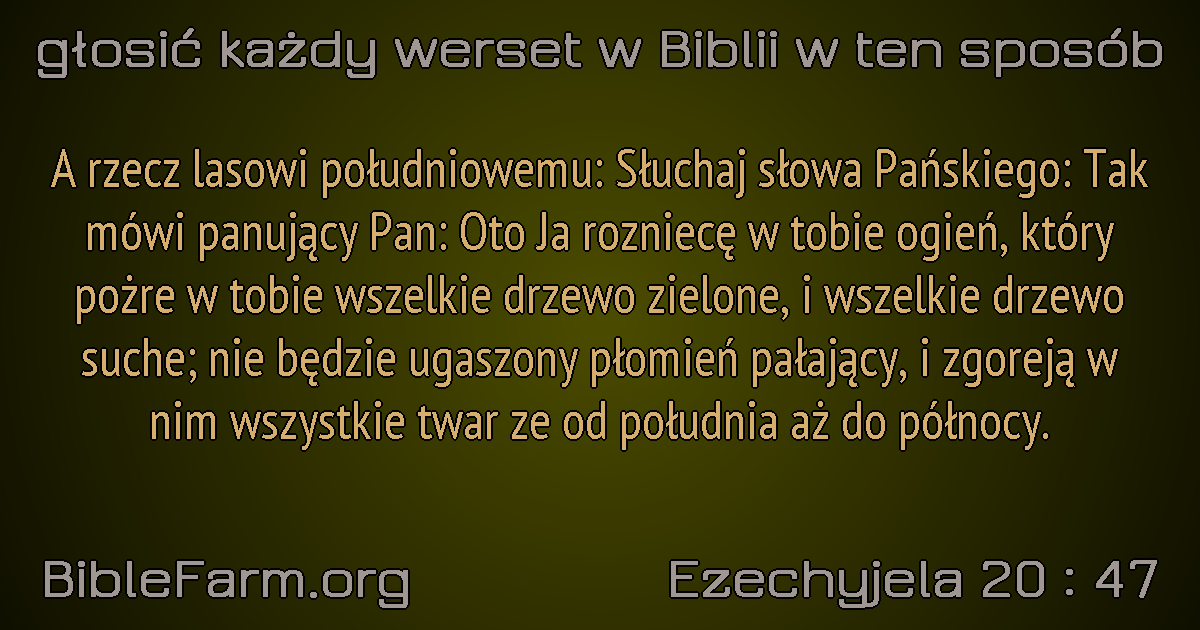 głosić każdy werset w Biblii w ten sposób
A rzecz lasowi południowemu: Słuchaj słowa Pańskiego: Tak
mówi panujący Pan: Oto Ja rozniecę w tobie ogień, który
pożre w tobie wszelkie drzewo zielone, i wszelkie drzewo
suche; nie będzie ugaszony płomień pałający, i zgoreją w
nim wszystkie twar ze od południa aż do północy.
BibleFarm.org
Ezechyjela 20 : 47